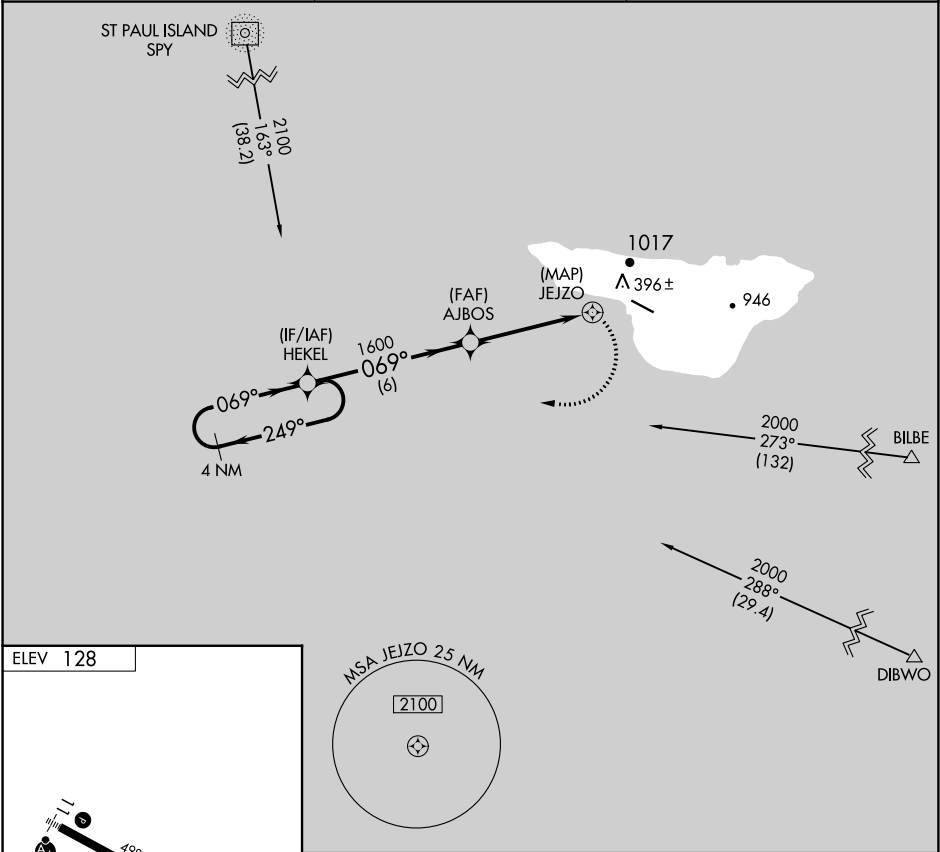 ST PAUL ISLAND
SPY
2100
163°
(38.2)
1017
396±
946
(MAP)
JEJZO
(FAF)
AJBOS
(IF/IAF)
HEKEL
1600
069°
(6)
069°
249°
4 NM
2000
273°
(132)
BILBE
2000
288°
(29.4)
DIBWO
ELEV 128
MSA JEJZO 25 NM
2100
11
P
A